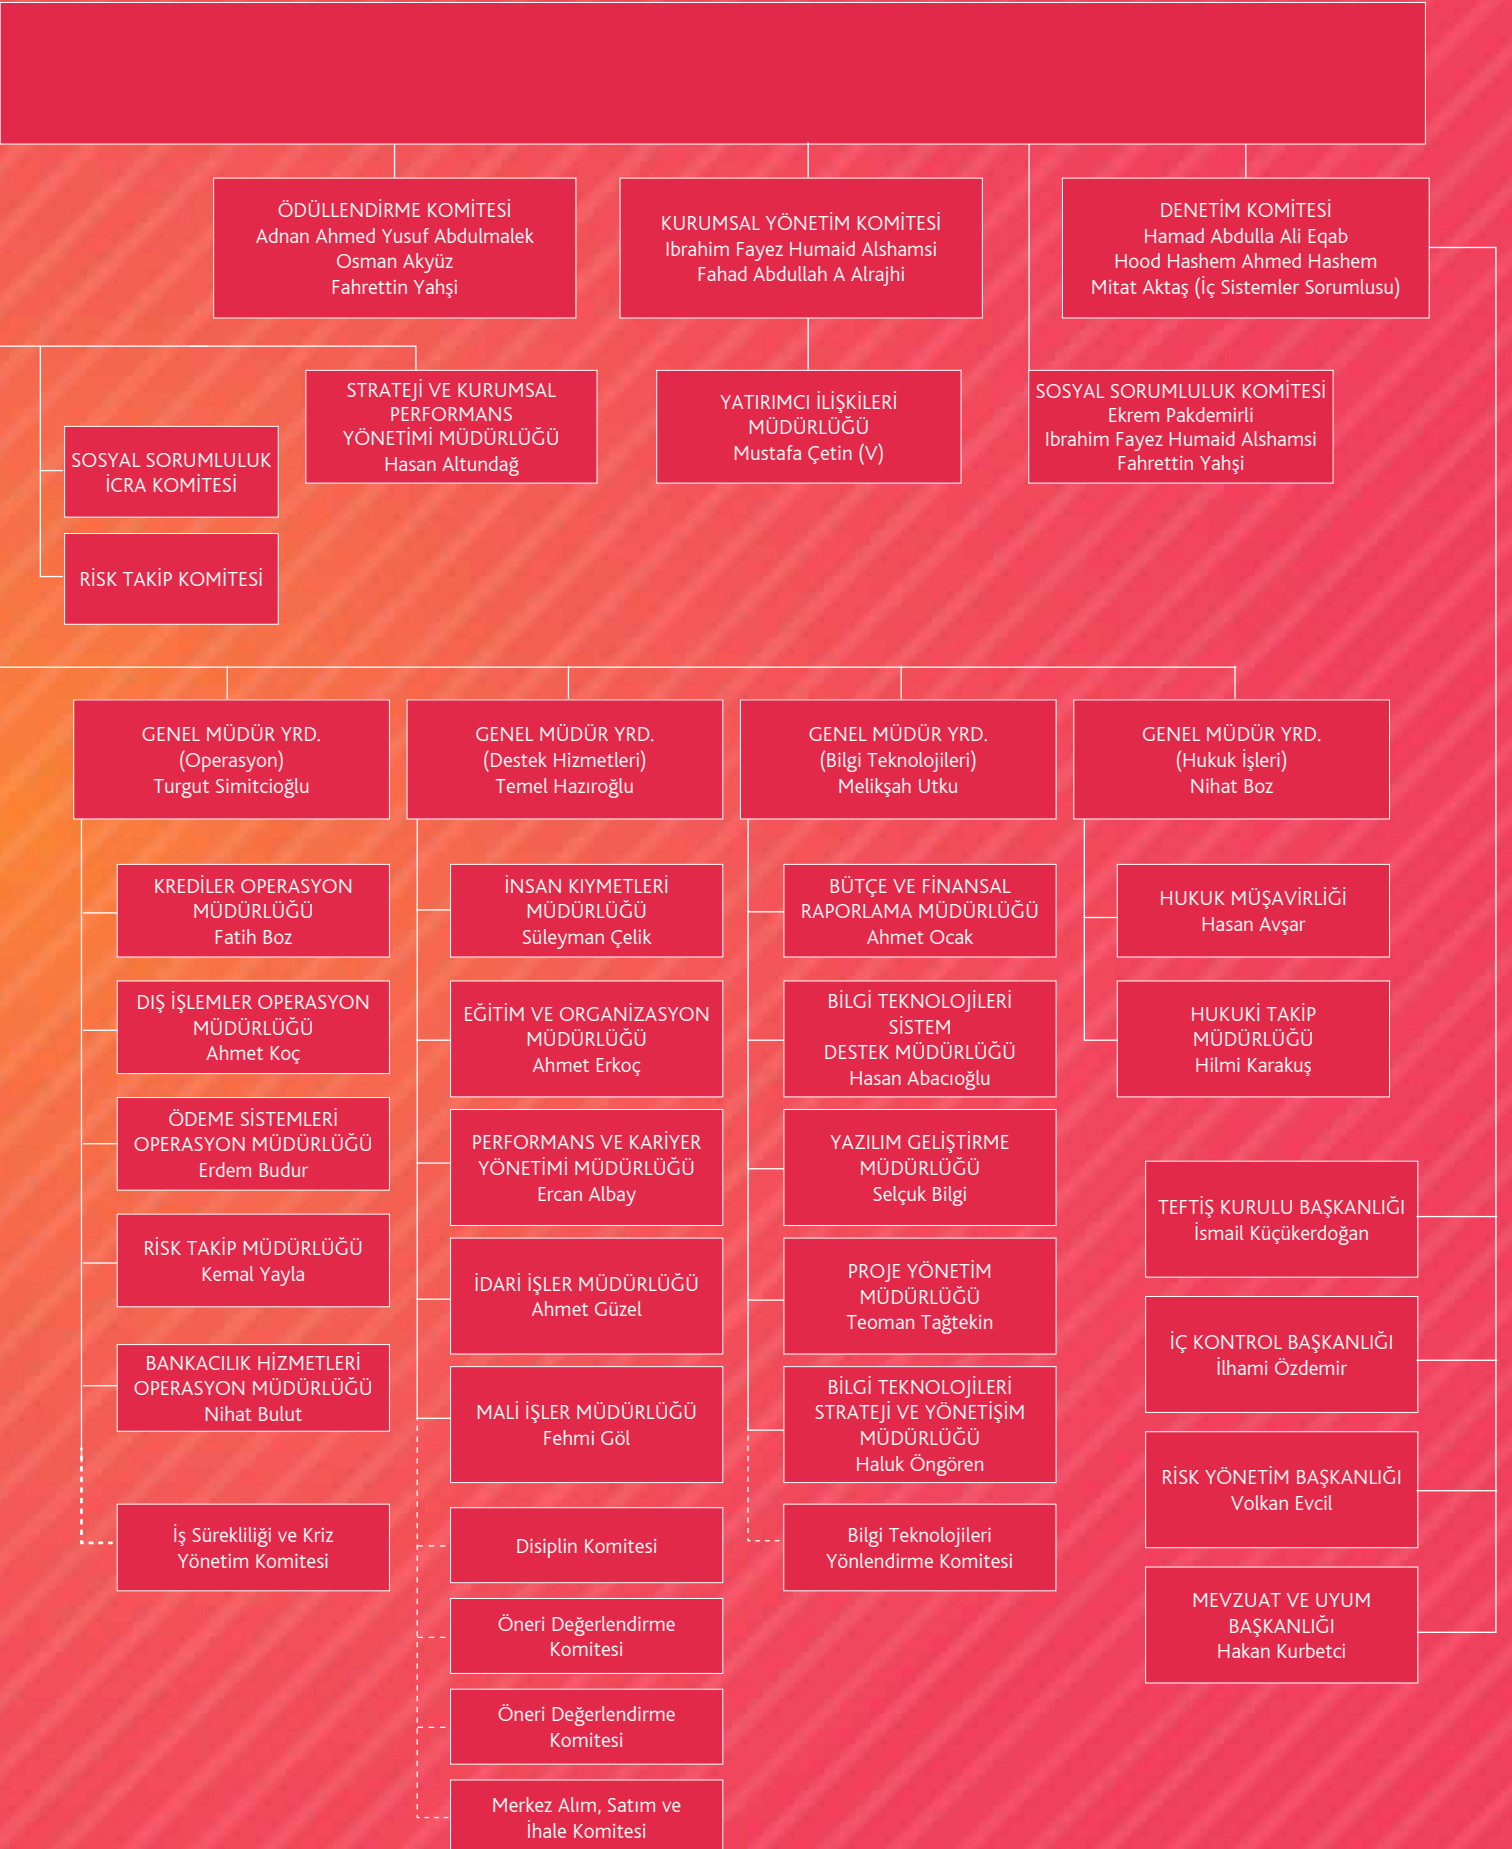 ÖDÜLLENDİRME KOMİTESİ
Adnan Ahmed Yusuf Abdulmalek
Osman Akyüz
Fahrettin Yahşi
KURUMSAL YÖNETİM KOMİTESİ
Ibrahim Fayez Humaid Alshamsi
Fahad Abdullah A Alrajhi
DENETİM KOMİTESİ
Hamad Abdulla Ali Eqab
Hood Hashem Ahmed Hashem
Mitat Aktaş (İç Sistemler Sorumlusu)
STRATEJİ VE KURUMSAL
PERFORMANS
YÖNETİMİ MÜDÜRLÜĞÜ
Hasan Altundağ
YATIRIMCI İLİŞKİLERİ
MÜDÜRLÜĞÜ
Mustafa Çetin (V)
SOSYAL SORUMLULUK KOMİTESİ
Ekrem Pakdemirli
Ibrahim Fayez Humaid Alshamsi
Fahrettin Yahşi
SOSYAL SORUMLULUK
İCRA KOMİTESİ
RİSK TAKİP KOMİTESİ
GENEL MÜDÜR YRD.
(Operasyon)
Turgut Simitcioğlu
GENEL MÜDÜR YRD.
(Destek Hizmetleri)
Temel Hazıroğlu
GENEL MÜDÜR YRD.
(Bilgi Teknolojileri)
Melikşah Utku
GENEL MÜDÜR YRD.
(Hukuk İşleri)
Nihat Boz
KREDİLER OPERASYON
MÜDÜRLÜĞÜ
Fatih Boz
DIŞ İŞLEMLER OPERASYON
MÜDÜRLÜĞÜ
Ahmet Koç
ÖDEME SİSTEMLERİ
OPERASYON MÜDÜRLÜĞÜ
Erdem Budur
RİSK TAKİP MÜDÜRLÜĞÜ
Kemal Yayla
BANKACILIK HİZMETLERİ
OPERASYON MÜDÜRLÜĞÜ
Nihat Bulut
İş Sürekliliği ve Kriz
Yönetim Komitesi
İNSAN KIYMETLERİ
MÜDÜRLÜĞÜ
Süleyman Çelik
EĞİTİM VE ORGANİZASYON
MÜDÜRLÜĞÜ
Ahmet Erkoç
PERFORMANS VE KARİYER
YÖNETİMİ MÜDÜRLÜĞÜ
Ercan Albay
İDARİ İŞLER MÜDÜRLÜĞÜ
Ahmet Güzel
MALİ İŞLER MÜDÜRLÜĞÜ
Fehmi Göl
Disiplin Komitesi
Öneri Değerlendirme
Komitesi
Öneri Değerlendirme
Komitesi
Merkez Alım, Satım ve
İhale Komitesi
BÜTÇE VE FİNANSAL
RAPORLAMA MÜDÜRLÜĞÜ
Ahmet Ocak
BİLGİ TEKNOLOJİLERİ
SİSTEM
DESTEK MÜDÜRLÜĞÜ
Hasan Abacıoğlu
YAZILIM GELİŞTİRME
MÜDÜRLÜĞÜ
Selçuk Bilgi
PROJE YÖNETİM
MÜDÜRLÜĞÜ
Teoman Tağtekin
BİLGİ TEKNOLOJİLERİ
STRATEJİ VE YÖNETİŞİM
MÜDÜRLÜĞÜ
Haluk Öngören
Bilgi Teknolojileri
Yönlendirme Komitesi
HUKUK MÜŞAVİRLİĞİ
Hasan Avşar
HUKUKİ TAKİP
MÜDÜRLÜĞÜ
Hilmi Karakuş
TEFTİŞ KURULU BAŞKANLIĞI
İsmail Küçükerdoğan
İÇ KONTROL BAŞKANLIĞI
İlhami Özdemir
RİSK YÖNETİM BAŞKANLIĞI
Volkan Evcil
MEVZUAT VE UYUM
BAŞKANLIĞI
Hakan Kurbetci